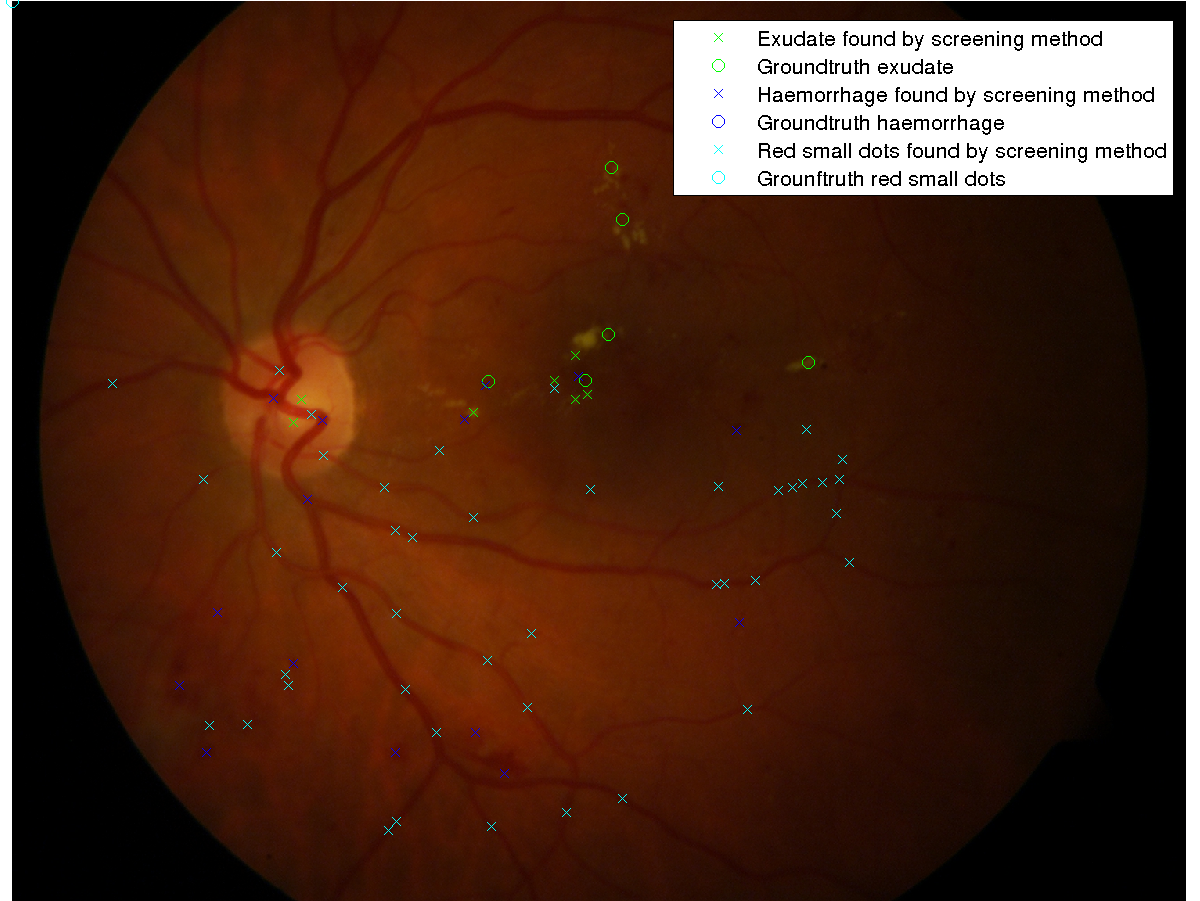 Exudate found by screening method
Groundtruth exudate
Haemorrhage found by screening method
Groundtruth haemorrhage
Red small dots found by screening method
Grounftruth red small dots